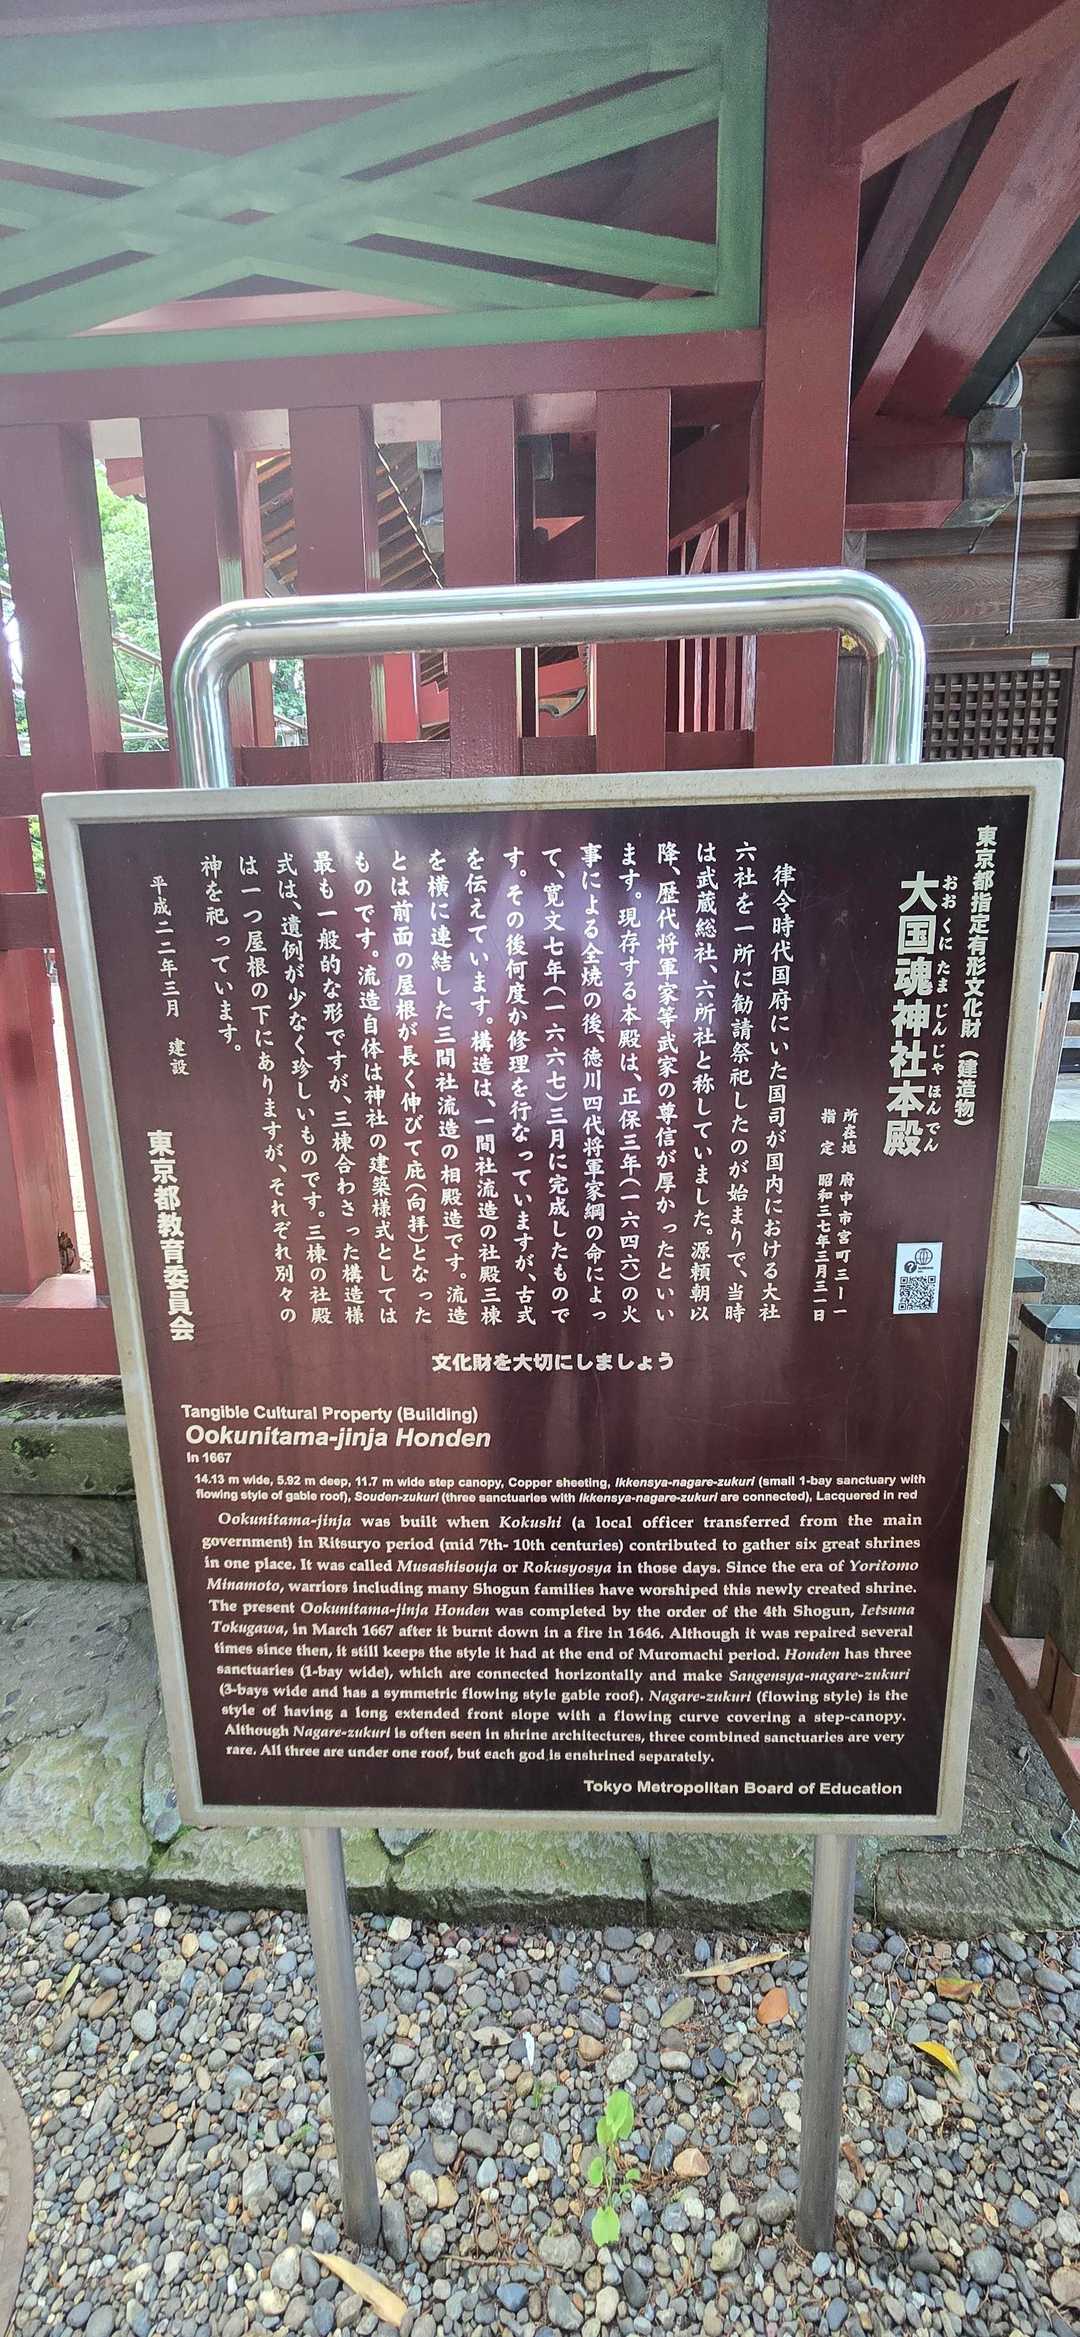 東京都指定有形文化財（建造物）
大国魂神社本殿
おおくにたまじんじゃほんでん
所在地　府中市宮町三ー一
指　定　昭和三七年三月三一日
律令時代国府にいた国司が国内における大社
六社を一所に勧請祭祀したのが始まりで、当時
は武蔵総社、六所社と称していました。源頼朝以
降、歴代将軍家等武家の尊信が厚かったといい
ます。現存する本殿は、正保三年（一六四六）の火
事による全焼の後、徳川四代将軍家綱の命によっ
て、寛文七年（一六六七）三月に完成したもので
す。その後何度か修理を行なっていますが、古式
を伝えています。構造は、一間社流造の社殿三棟
を横に連結した三間社流造の相殿造です。流造
とは前面の屋根が長く伸びて庇（向拝）となった
ものです。流造自体は神社の建築様式としては
最も一般的な形ですが、三棟合わさった構造様
式は、遺例が少なく珍しいものです。三棟の社殿
は一つ屋根の下にありますが、それぞれ別々の
神を祀っています。
平成二二年三月　建設
東京都教育委員会
文化財を大切にしましょう
Tangible Cultural Property (Building)
Ookunitama-jinja Honden
In 1667
14.13 m wide, 5.92 m deep, 11.7 m wide step canopy, Copper sheeting, Ikkensya-nagare-zukuri (small 1-bay sanctuary with
flowing style of gable roof), Souden-zukuri (three sanctuaries with Ikkensya-nagare-zukuri are connected), Lacquered in red
Ookunitama-jinja was built when Kokushi (a local officer transferred from the main
government) in Ritsuryo period (mid 7th- 10th centuries) contributed to gather six great shrines
in one place. It was called Musashisouja or Rokusyosya in those days. Since the era of Yoritomo
Minamoto, warriors including many Shogun families have worshiped this newly created shrine.
The present Ookunitama-jinja Honden was completed by the order of the 4th Shogun, Ietsuna
Tokugawa, in March 1667 after it burnt down in a fire in 1646. Although it was repaired several
times since then, it still keeps the style it had at the end of Muromachi period. Honden has three
sanctuaries (1-bay wide), which are connected horizontally and make Sangensya-nagare-zukuri
(3-bays wide and has a symmetric flowing style gable roof). Nagare-zukuri (flowing style) is the
style of having a long extended front slope with a flowing curve covering a step-canopy.
Although Nagare-zukuri is often seen in shrine architectures, three combined sanctuaries are very
rare. All three are under one roof, but each god is enshrined separately.
Tokyo Metropolitan Board of Education